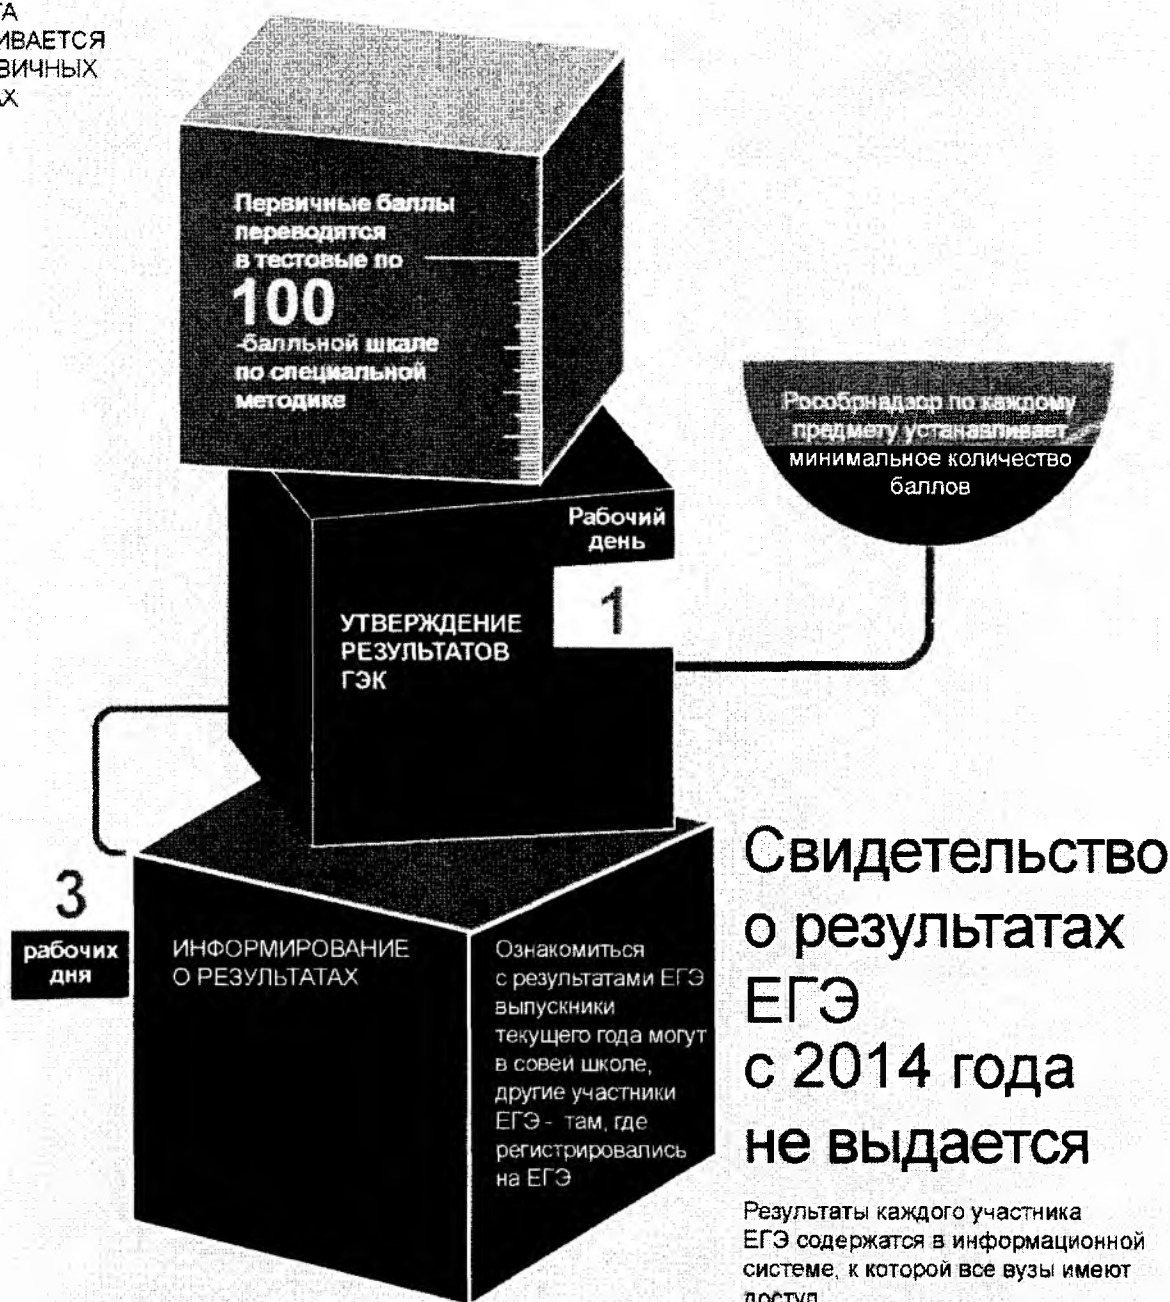 Первичные баллы
переводятся
в тестовые по
100
-балльной шкале
по специальной
методике
Рособрнадзор по каждому
предмету устанавливает
минимальное количество
баллов
Рабочий
день
1
УТВЕРЖДЕНИЕ
РЕЗУЛЬТАТОВ
ГЭК
3
рабочих
дня
ИНФОРМИРОВАНИЕ
О РЕЗУЛЬТАТАХ
Ознакомиться
с результатами ЕГЭ
выпускники
текущего года могут
в совей школе,
другие участники
ЕГЭ - там, где
регистрировались
на ЕГЭ
Свидетельство
о результатах
ЕГЭ
с 2014 года
не выдается
Результаты каждого участника
ЕГЭ содержатся в информационной
системе, к которой все вузы имеют
доступ